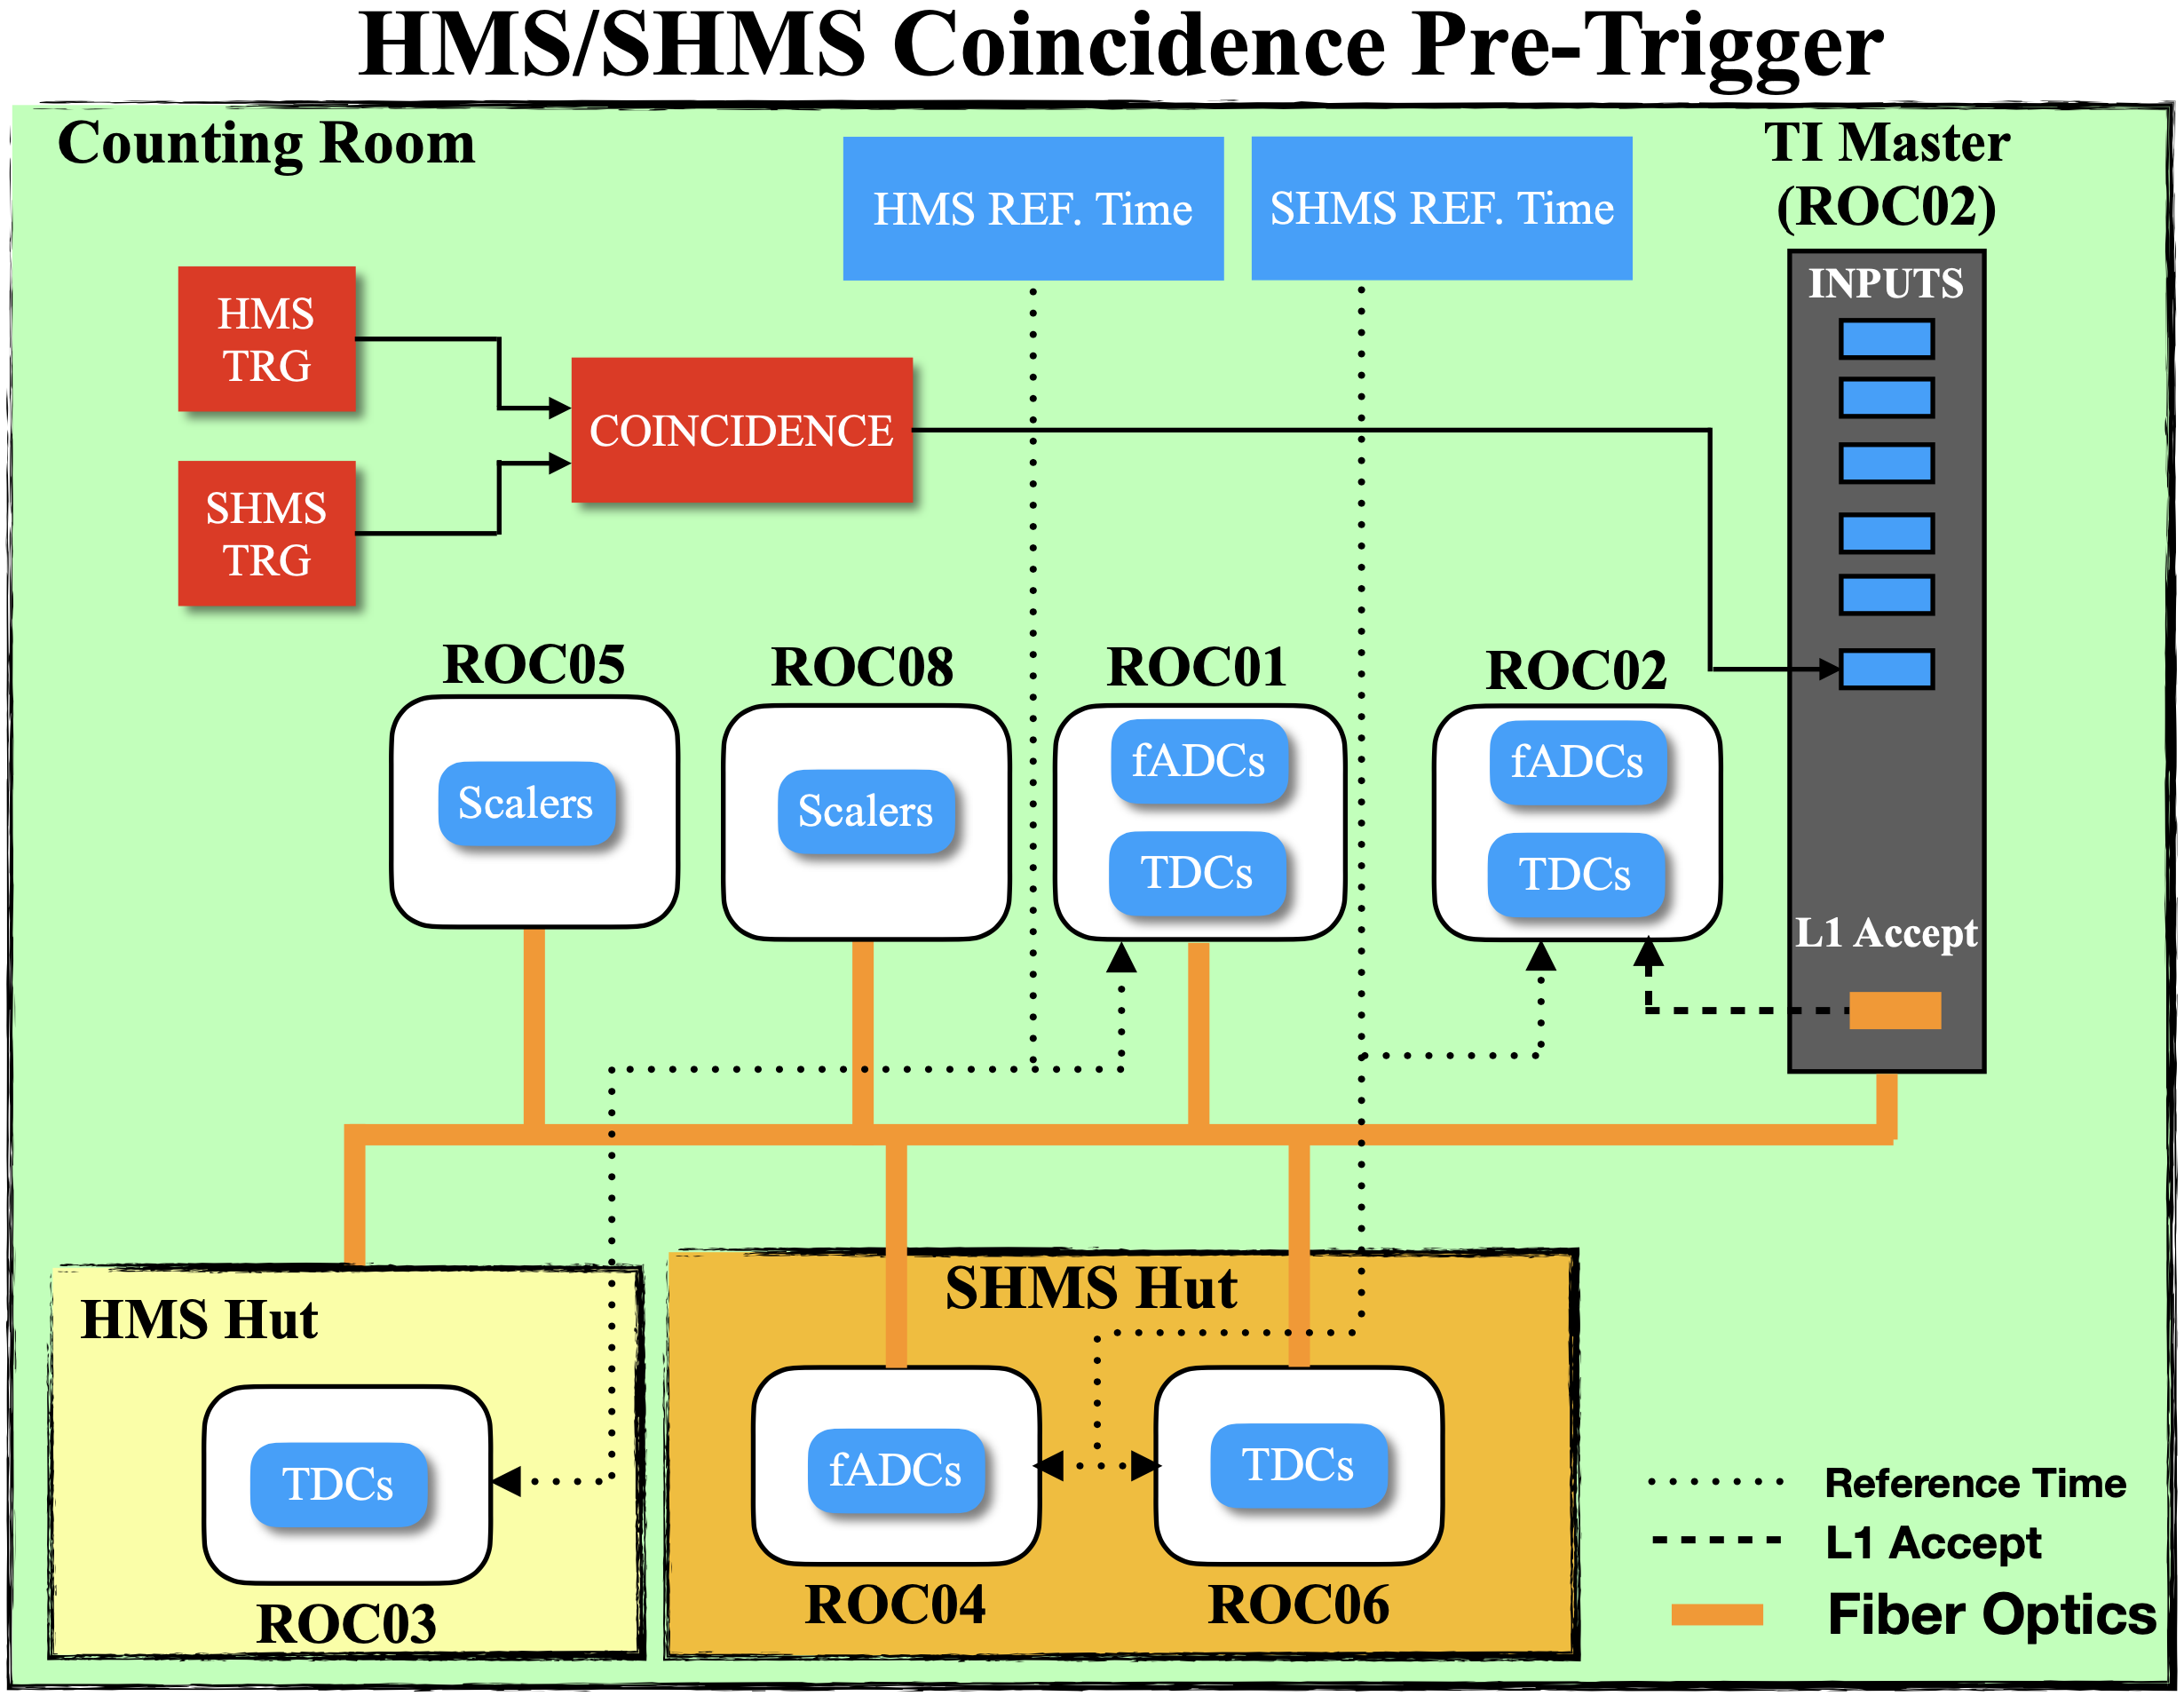 HMS/SHMS Coincidence Pre-Trigger
Counting Room
HMS REF. Time
SHMS REF. Time
TI Master
(ROC02)
INPUTS
HMS
TRG
COINCIDENCE
SHMS
TRG
ROC05
ROC08
ROC01
ROC02
Scalers
Scalers
fADCs
TDCs
fADCs
TDCs
L1 Accept
HMS Hut
TDCs
ROC03
SHMS Hut
fADCs
ROC04
TDCs
ROC06
Reference Time
L1 Accept
Fiber Optics